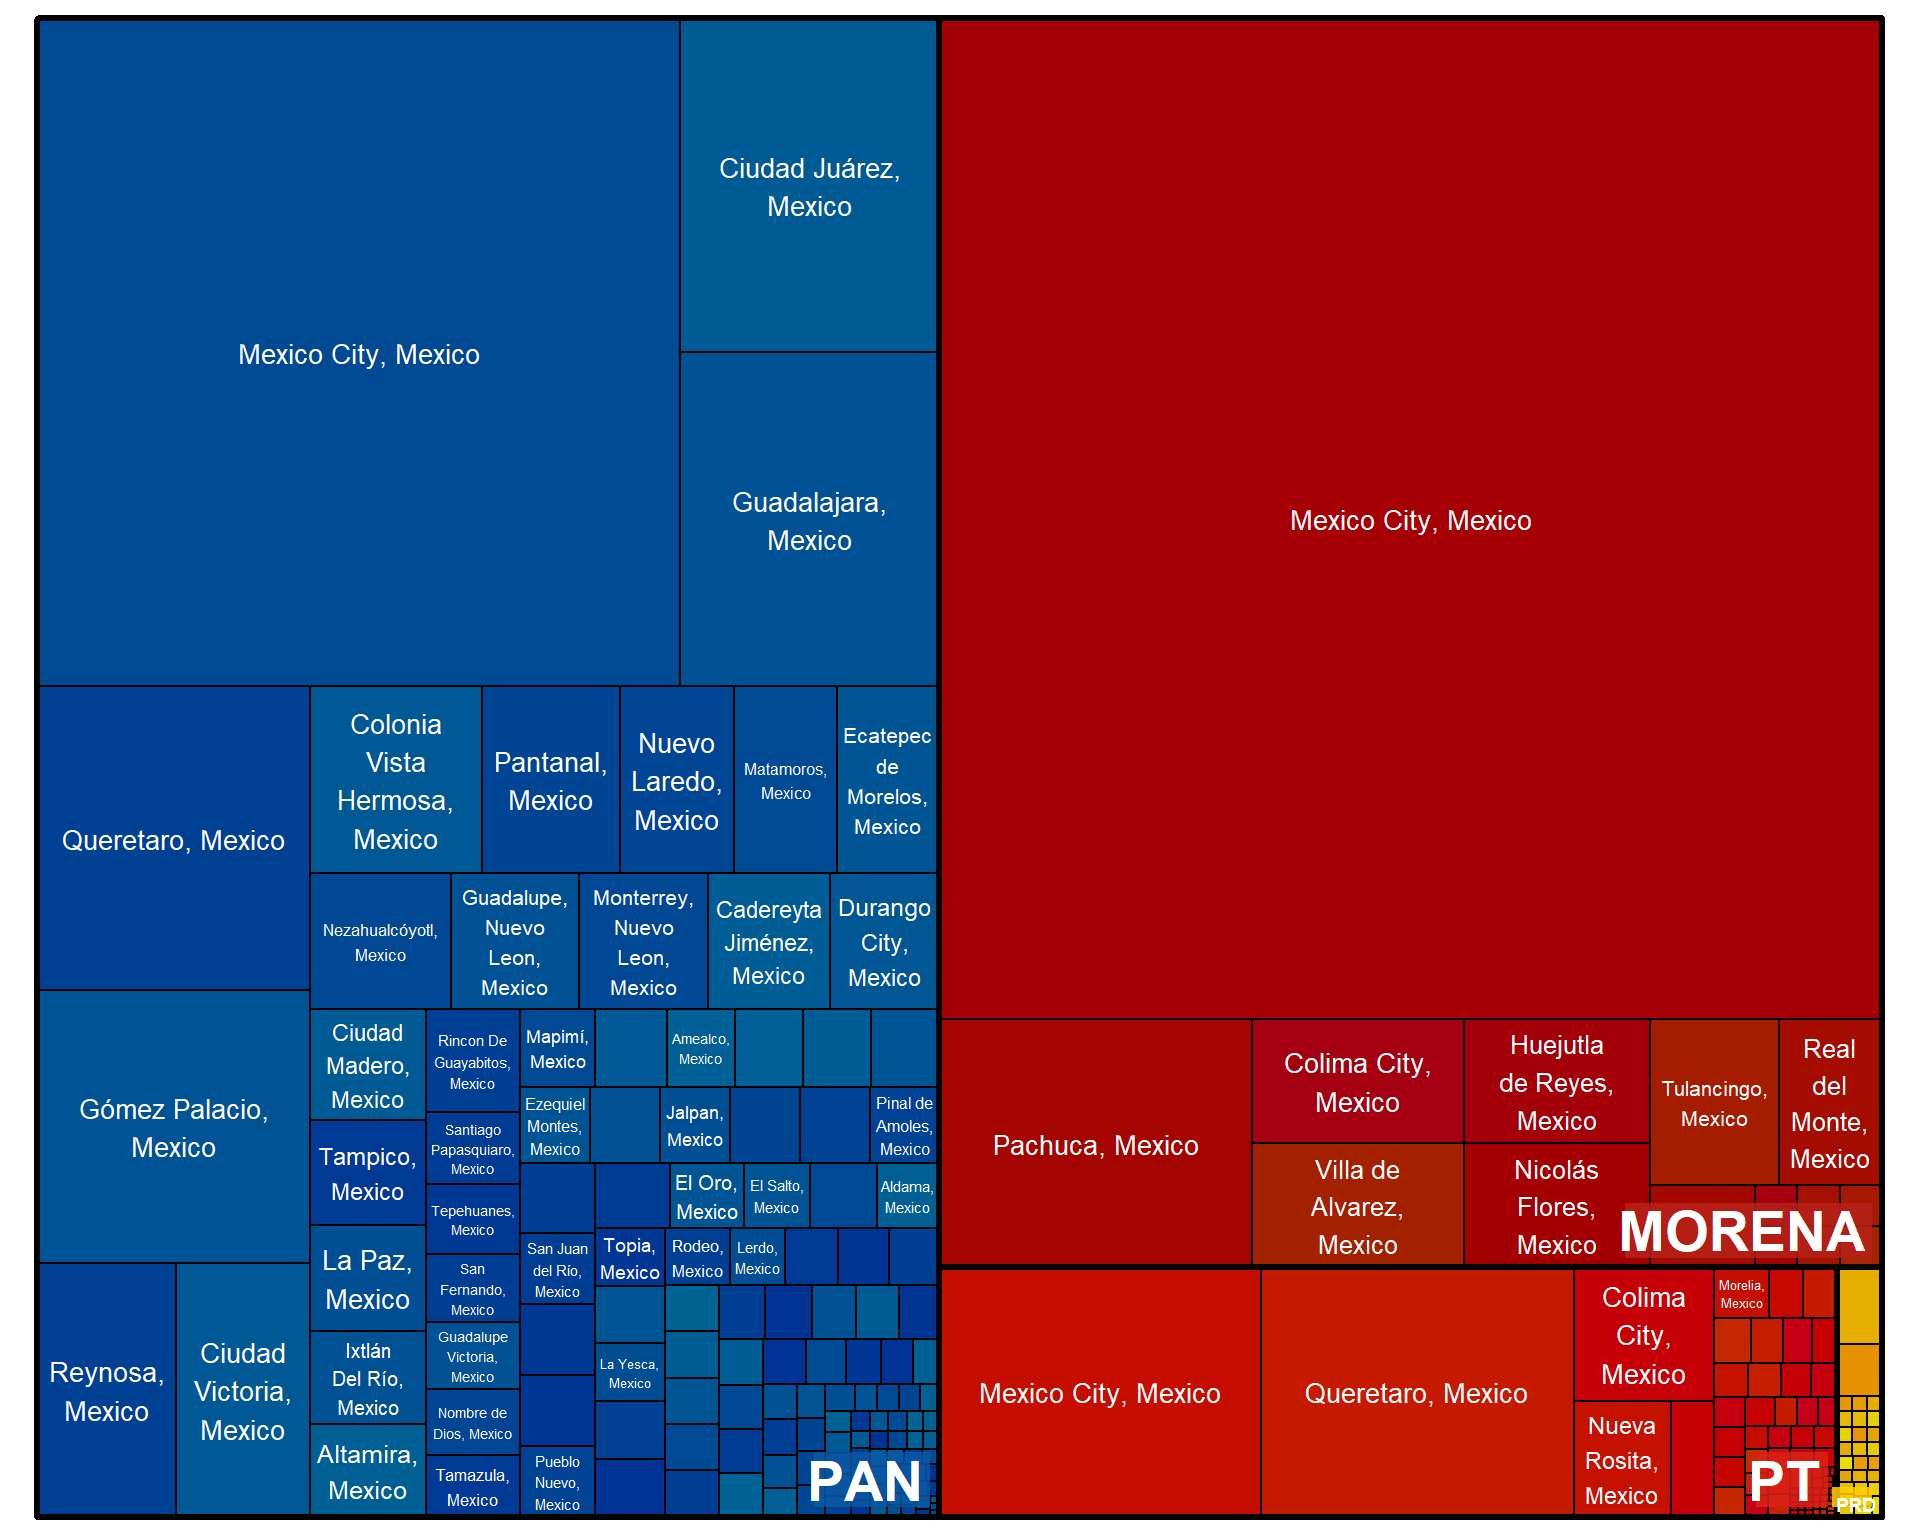 Mexico City, Mexico
Ciudad Juárez,
Mexico
Guadalajara,
Mexico
Queretaro, Mexico
Colonia
Vista
Hermosa,
Mexico
Pantanal,
Mexico
Nuevo
Laredo,
Mexico
Matamoros,
Mexico
Ecatepec
de
Morelos,
Mexico
Nezahualcóyotl,
Mexico
Guadalupe,
Nuevo
Leon,
Mexico
Monterrey,
Nuevo
Leon,
Mexico
Cadereyta
Jiménez,
Mexico
Durango
City,
Mexico
Gómez Palacio,
Mexico
Reynosa,
Mexico
Ciudad
Victoria,
Mexico
Ciudad
Madero,
Mexico
Tampico,
Mexico
La Paz,
Mexico
Ixtlán
Del Río,
Mexico
Altamira,
Mexico
Rincon De
Guayabitos,
Mexico
Santiago
Papasquiaro,
Mexico
Tepehuanes,
Mexico
San
Fernando,
Mexico
Guadalupe
Victoria,
Mexico
Nombre de
Dios, Mexico
Tamazula,
Mexico
Mapimí,
Mexico
Amealco,
Mexico
Ezequiel
Montes,
Mexico
Jalpan,
Mexico
Pinal de
Amoles,
Mexico
El Oro,
Mexico
El Salto,
Mexico
Aldama,
Mexico
San Juan
del Río,
Mexico
Topia,
Mexico
Rodeo,
Mexico
Lerdo,
Mexico
La Yesca,
Mexico
Pueblo
Nuevo,
Mexico
PAN
Mexico City, Mexico
Pachuca, Mexico
Colima City,
Mexico
Villa de
Alvarez,
Mexico
Huejutla
de Reyes,
Mexico
Nicolás
Flores,
Mexico
Tulancingo,
Mexico
Real
del
Monte,
Mexico
MORENA
Mexico City, Mexico
Queretaro, Mexico
Colima
City,
Mexico
Nueva
Rosita,
Mexico
Morelia,
Mexico
PT
PRD